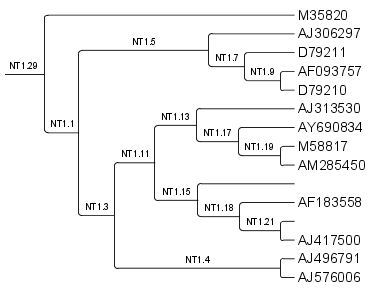 M35820
AJ306297
NT1.5
D79211
NT1.7
NT1.29
AF093757
NT1.9
D79210
AJ313530
NT1.13
NT1.1
AY690834
NT1.17
M58817
NT1.19
NT1.11
AM285450
NT1.15
AF183558
NT1.3
NT1.18
NT1.21
AJ417500
AJ496791
NT1.4
AJ576006